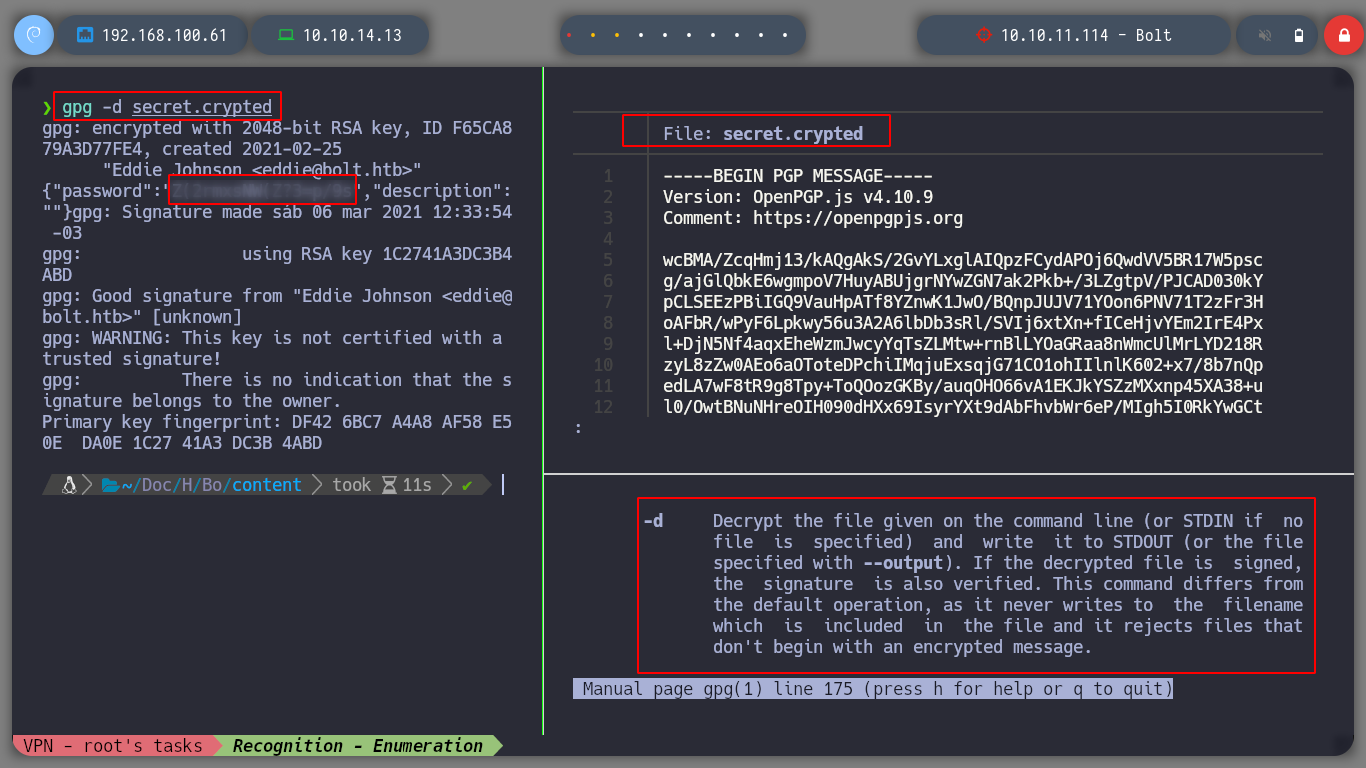 192.168.100.61
10.10.14.13
10.10.11.114 - Bolt
❯ gpg -d secret.crypted
gpg: encrypted with 2048-bit RSA key, ID F65CA8
79A3D77FE4, created 2021-02-25
"Eddie Johnson <eddie@bolt.htb>"
{"password":" ","description":
""}gpg: Signature made sáb 06 mar 2021 12:33:54
-03
gpg: using RSA key 1C2741A3DC3B4
ABD
gpg: Good signature from "Eddie Johnson <eddie@
bolt.htb>" [unknown]
gpg: WARNING: This key is not certified with a
trusted signature!
gpg: There is no indication that the s
ignature belongs to the owner.
Primary key fingerprint: DF42 6BC7 A4A8 AF58 E5
0E DA0E 1C27 41A3 DC3B 4ABD
~/Doc/H/Bo/content took 11s ✔
File: secret.crypted
1 -----BEGIN PGP MESSAGE-----
2 Version: OpenPGP.js v4.10.9
3 Comment: https://openpgpjs.org
4
5 wcBMA/ZcqHmj13/kAQgAkS/2GvYLxglAIQpzFCydAPOj6QwdVV5BR17W5psc
6 g/ajGlQbkE6wgmpoV7HuyABUjgrNYwZGN7ak2Pkb+/3LZgtpV/PJCAD030kY
7 pCLSEEzPBiIGQ9VauHpATf8YZnwK1JwO/BQnpJUJV71YOon6PNV71T2zFr3H
8 oAFbR/wPyF6Lpkwy56u3A2A6lbDb3sRl/SVIj6xtXn+fICeHjvYEm2IrE4Px
9 l+DjN5Nf4aqxEheWzmJwcyYqTsZLMtw+rnBlLYOaGRaa8nWmcUlMrLYD218R
10 zyL8zZw0AEo6aOToteDPchiIMqjuExsqjG71CO1ohIIlnlK602+x7/8b7nQp
11 edLA7wF8tR9g8Tpy+ToQOozGKBy/auqOHO66vA1EKJkYSZzMXxnp45XA38+u
12 l0/OwtBNuNHreOIH090dHXx69IsyrYXt9dAbFhvbWr6eP/MIgh5I0RkYwGCt
:
-d Decrypt the file given on the command line (or STDIN if no
file is specified) and write it to STDOUT (or the file
specified with --output). If the decrypted file is signed,
the signature is also verified. This command differs from
the default operation, as it never writes to the filename
which is included in the file and it rejects files that
don't begin with an encrypted message.
Manual page gpg(1) line 175 (press h for help or q to quit)
VPN - root's tasks
Recognition - Enumeration